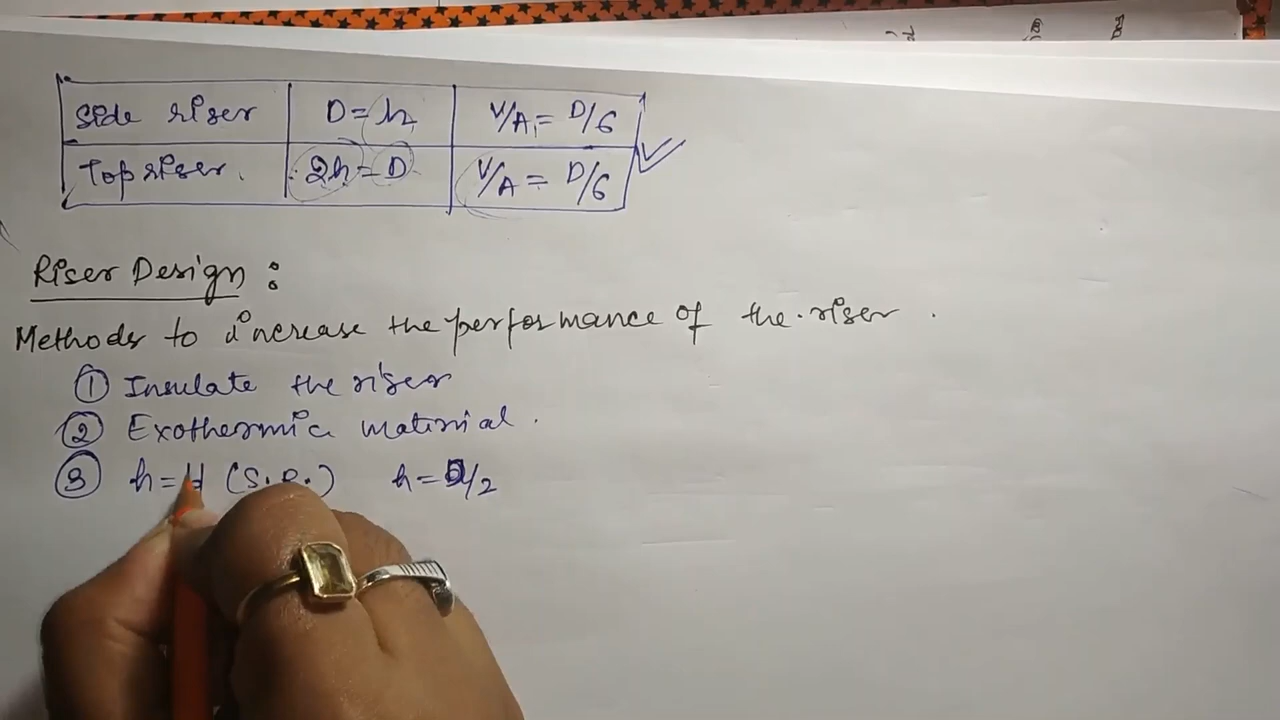 Side riser D=h V/A = D/6
Top riser. 2h=D V/A = D/6
Riser Design :
Methods to increase the performance of the riser .
① Insulate the riser
② Exothermic material .
③ h=H (S.R.) h=D/2